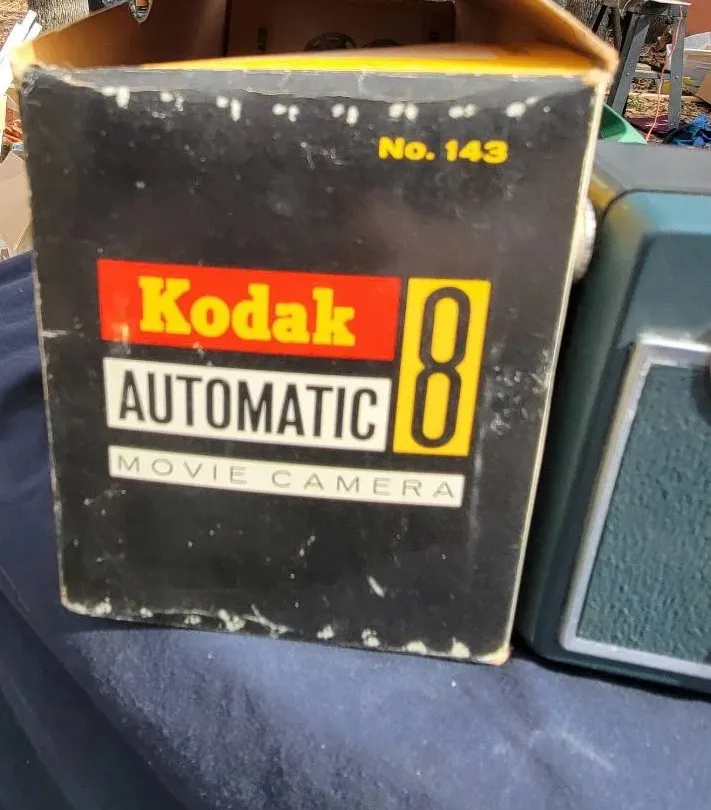 No. 143
Kodak
AUTOMATIC 8
MOVIE CAMERA